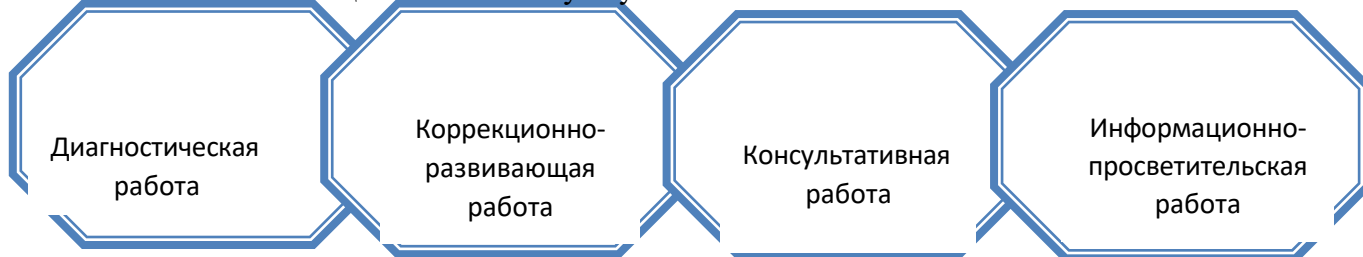 Диагностическая
работа
Коррекционно-
развивающая
работа
Консультативная
работа
Информационно-
просветительская
работа